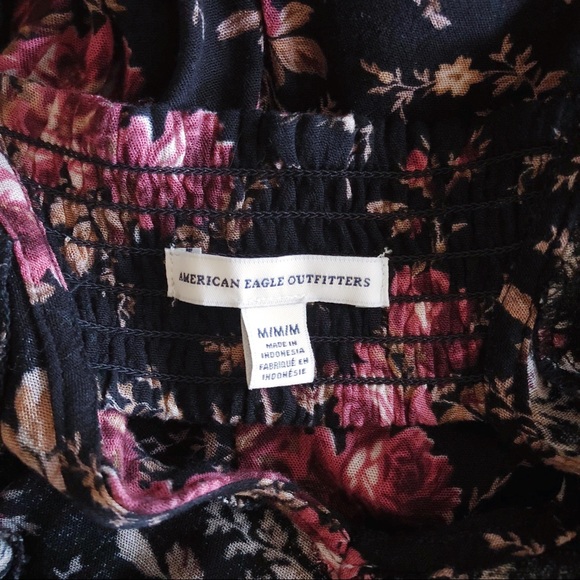 AMERICAN EAGLE OUTFITTERS
M/M/M
MADE IN
INDONESIA
FABRIQUÉ EN
INDONÉSIE